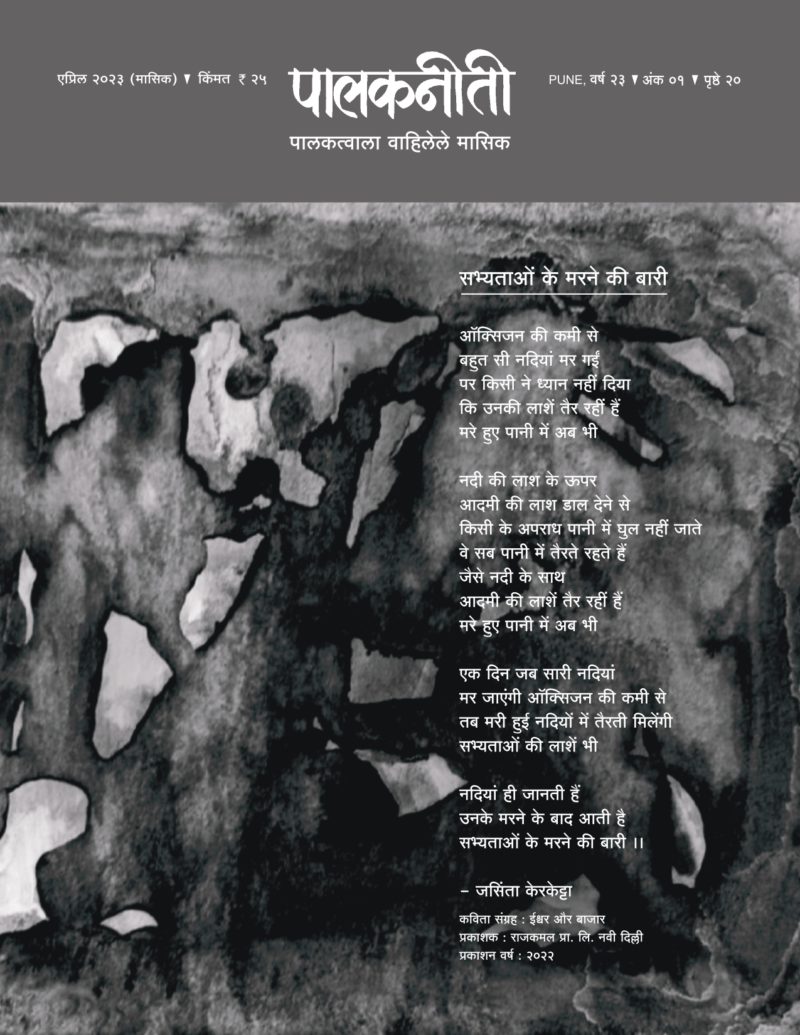 एप्रिल २०२३ (मासिक) ▼ किंमत ₹ २५
पालकनीती
PUNE, वर्ष २३ ▼ अंक ०१ ▼ पृष्ठे २०
पालकत्वाला वाहिलेले मासिक
सभ्यताओं के मरने की बारी
ऑक्सिजन की कमी से
बहुत सी नदियां मर गईं
पर किसी ने ध्यान नहीं दिया
कि उनकी लाशें तैर रहीं हैं
मरे हुए पानी में अब भी
नदी की लाश के ऊपर
आदमी की लाश डाल देने से
किसी के अपराध पानी में घुल नहीं जाते
वे सब पानी में तैरते रहते हैं
जैसे नदी के साथ
आदमी की लाशें तैर रहीं हैं
मरे हुए पानी में अब भी
एक दिन जब सारी नदियां
मर जाएंगी ऑक्सिजन की कमी से
तब मरी हुई नदियों में तैरती मिलेंगी
सभ्यताओं की लाशें भी
नदियां ही जानती हैं
उनके मरने के बाद आती है
सभ्यताओं के मरने की बारी ।।
– जसिंता केरकेट्टा
कविता संग्रह : ईश्वर और बाजार
प्रकाशक : राजकमल प्रा. लि. नवी दिल्ली
प्रकाशन वर्ष : २०२२